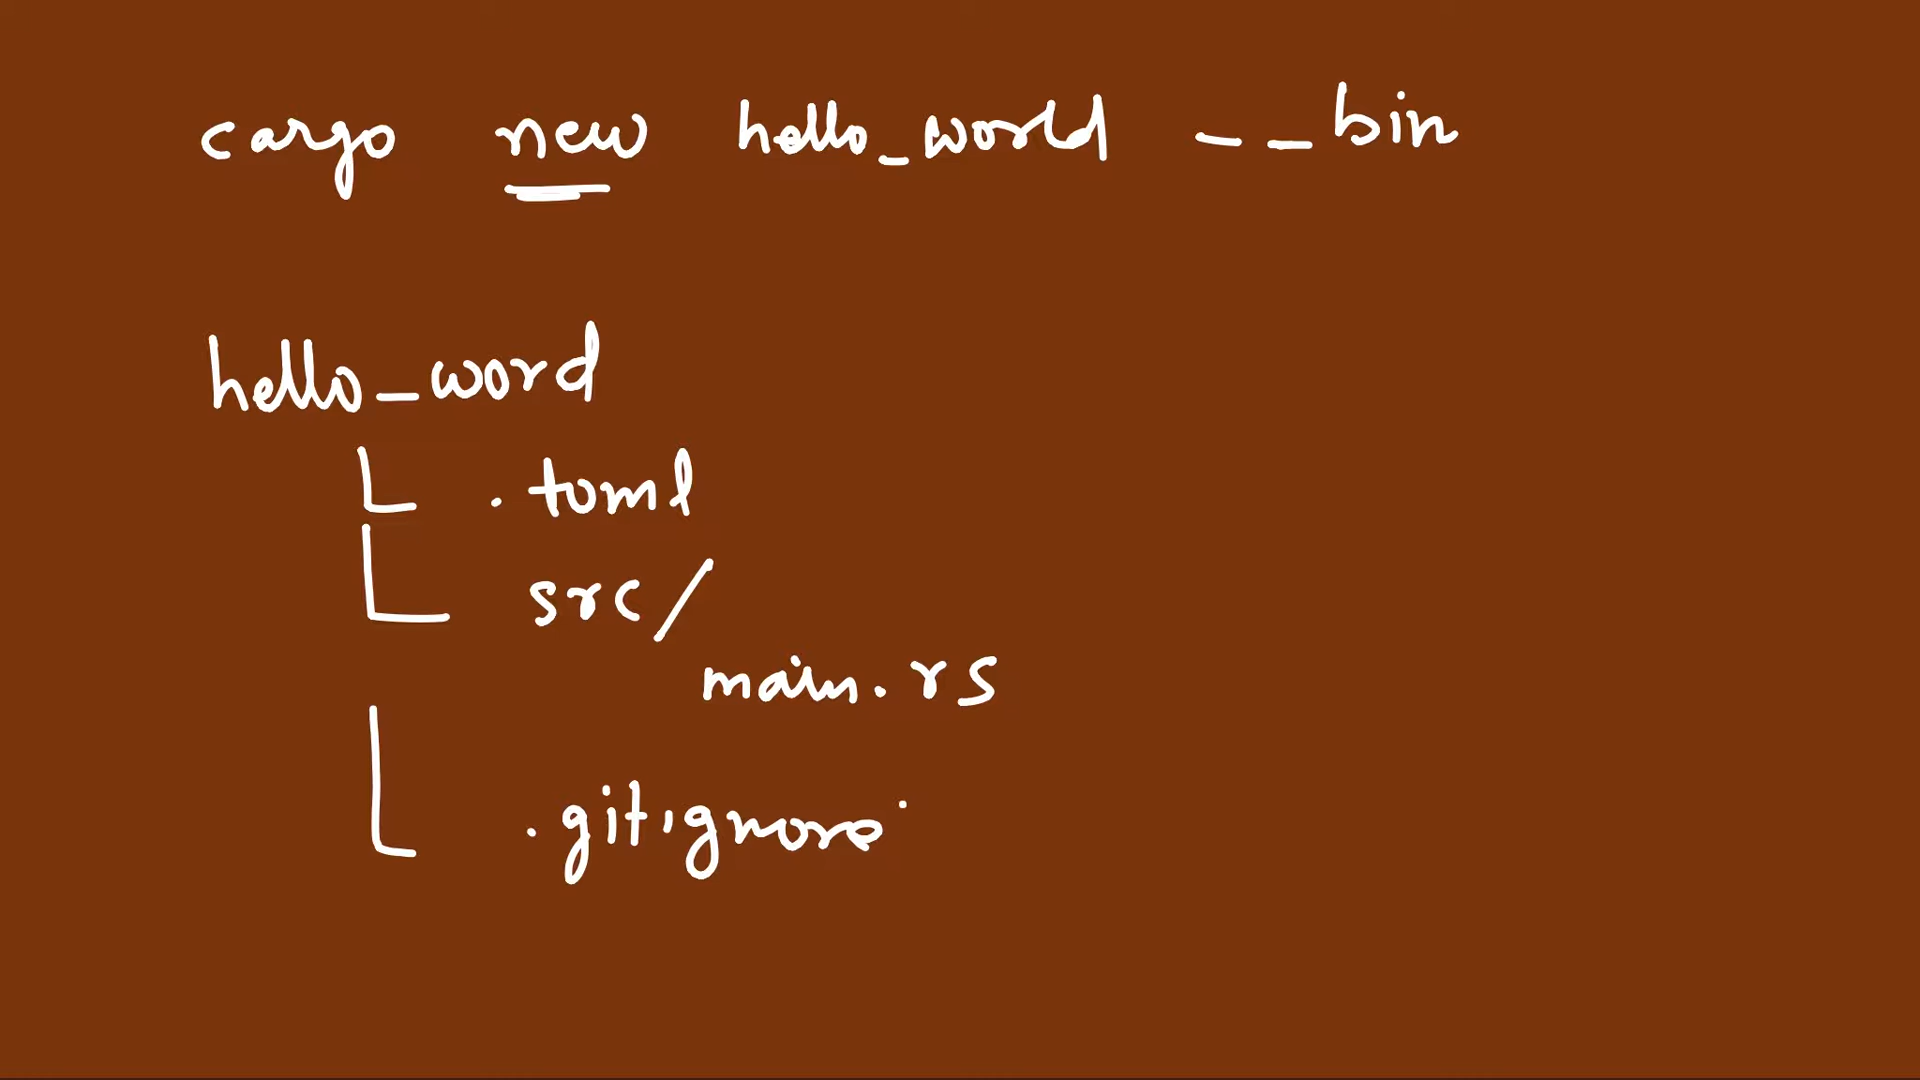 cargo new hello_world --bin
hello_word
.toml
src/
main.rs
.gitignore